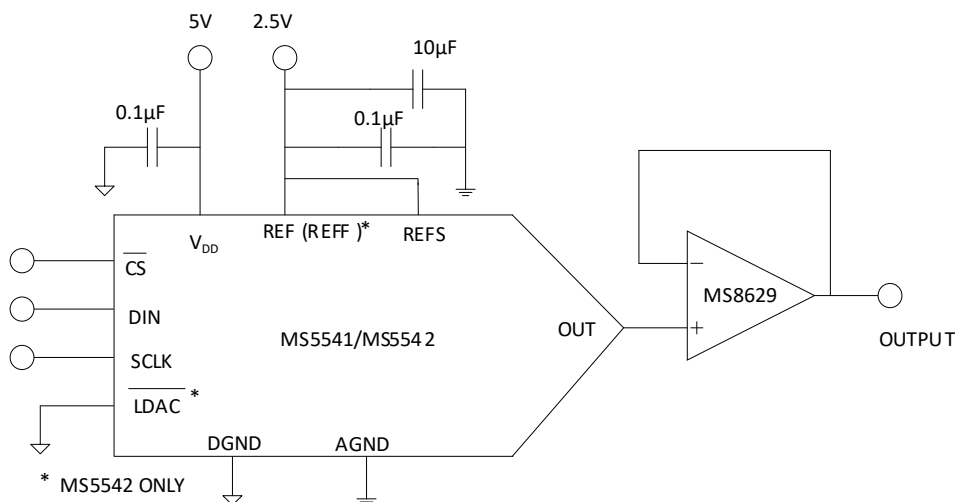 5V
2.5V
10µF
0.1µF
0.1µF
VDD
REF (REFF )*
REFS
CS
DIN
SCLK
LDAC *
MS5541/MS5542
OUT
DGND
AGND
−
+
MS8629
OUTPUT
* MS5542 ONLY